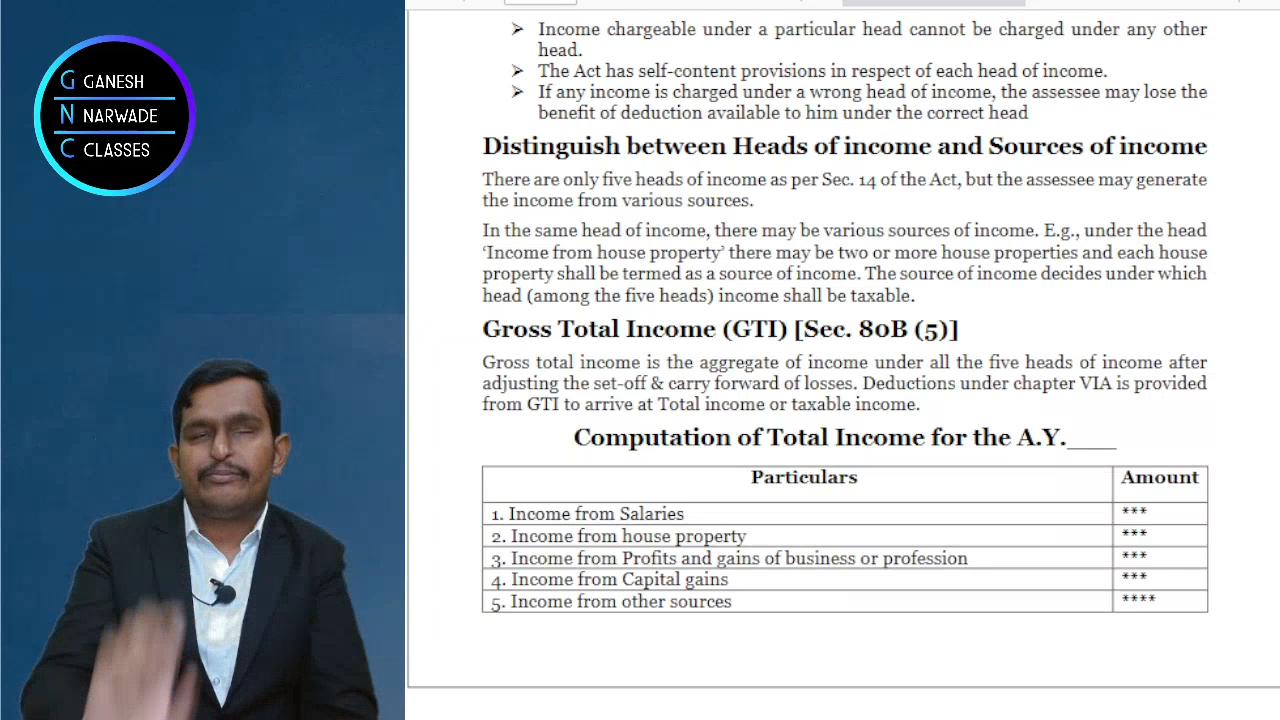 G GANESH
N NARWADE
C CLASSES
➢ Income chargeable under a particular head cannot be charged under any other
head.
➢ The Act has self-content provisions in respect of each head of income.
➢ If any income is charged under a wrong head of income, the assessee may lose the
benefit of deduction available to him under the correct head
Distinguish between Heads of income and Sources of income
There are only five heads of income as per Sec. 14 of the Act, but the assessee may generate
the income from various sources.
In the same head of income, there may be various sources of income. E.g., under the head
‘Income from house property’ there may be two or more house properties and each house
property shall be termed as a source of income. The source of income decides under which
head (among the five heads) income shall be taxable.
Gross Total Income (GTI) [Sec. 80B (5)]
Gross total income is the aggregate of income under all the five heads of income after
adjusting the set-off & carry forward of losses. Deductions under chapter VIA is provided
from GTI to arrive at Total income or taxable income.
Computation of Total Income for the A.Y.____
Particulars Amount
1. Income from Salaries ***
2. Income from house property ***
3. Income from Profits and gains of business or profession ***
4. Income from Capital gains ***
5. Income from other sources ****